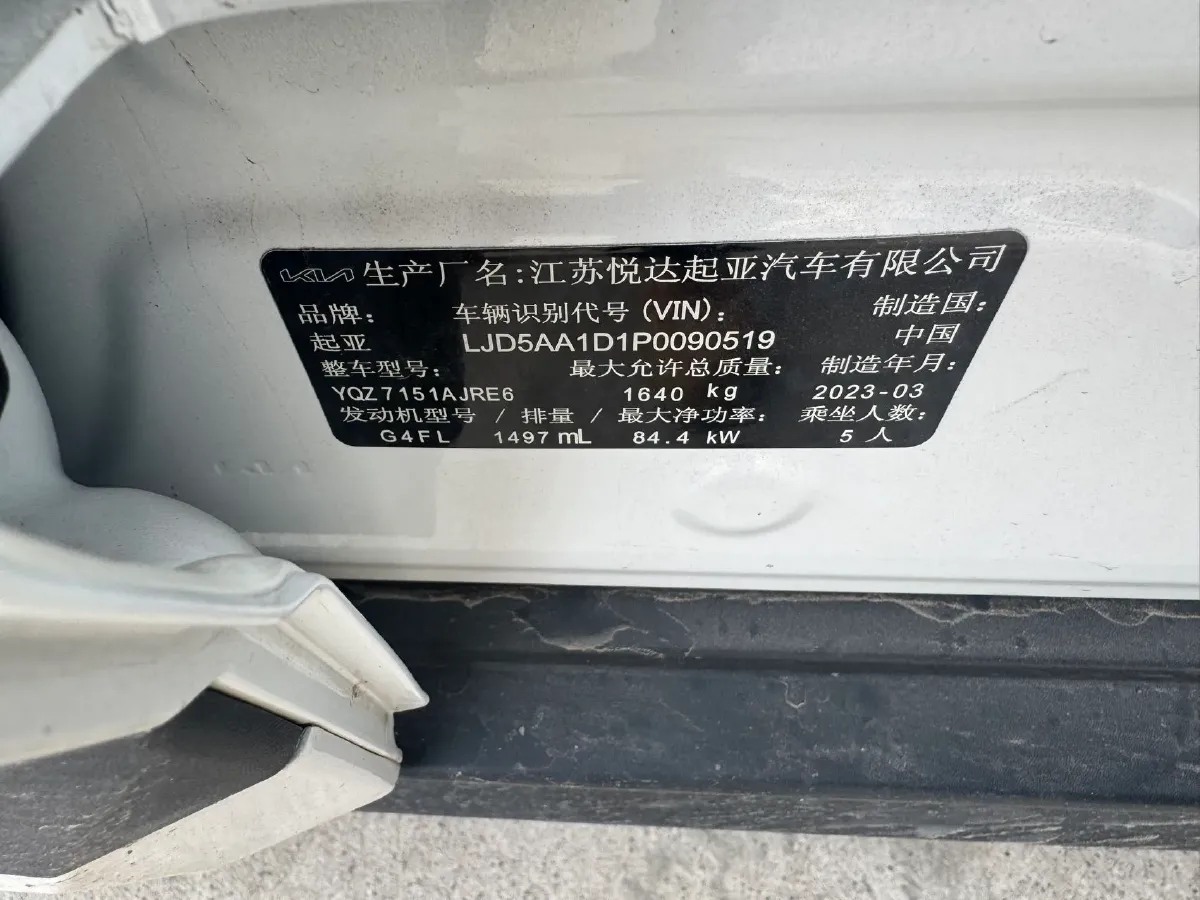 KIA 生产厂名:江苏悦达起亚汽车有限公司
品牌: 车辆识别代号(VIN): 制造国:
起亚 LJD5AA1D1P0090519 中国
整车型号: 最大允许总质量: 制造年月:
YQZ7151AJRE6 1640 kg 2023-03
发动机型号 / 排量 / 最大净功率: 乘坐人数:
G4FL 1497 mL 84.4 kW 5 人